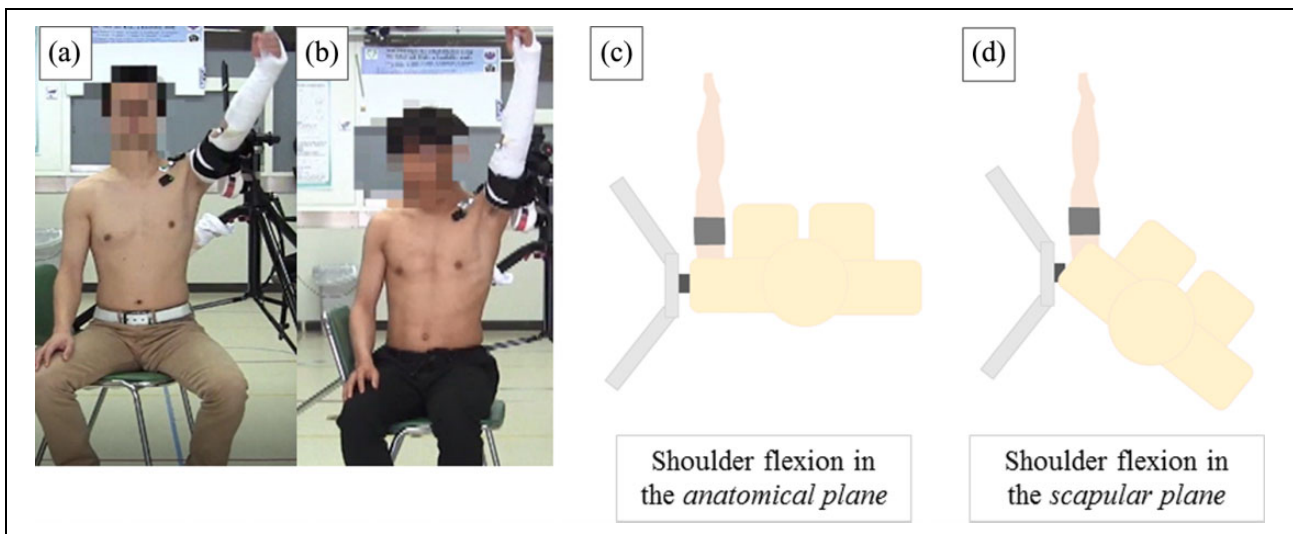 (a)
(b)
(c)
(d)
Shoulder flexion in
the anatomical plane
Shoulder flexion in
the scapular plane